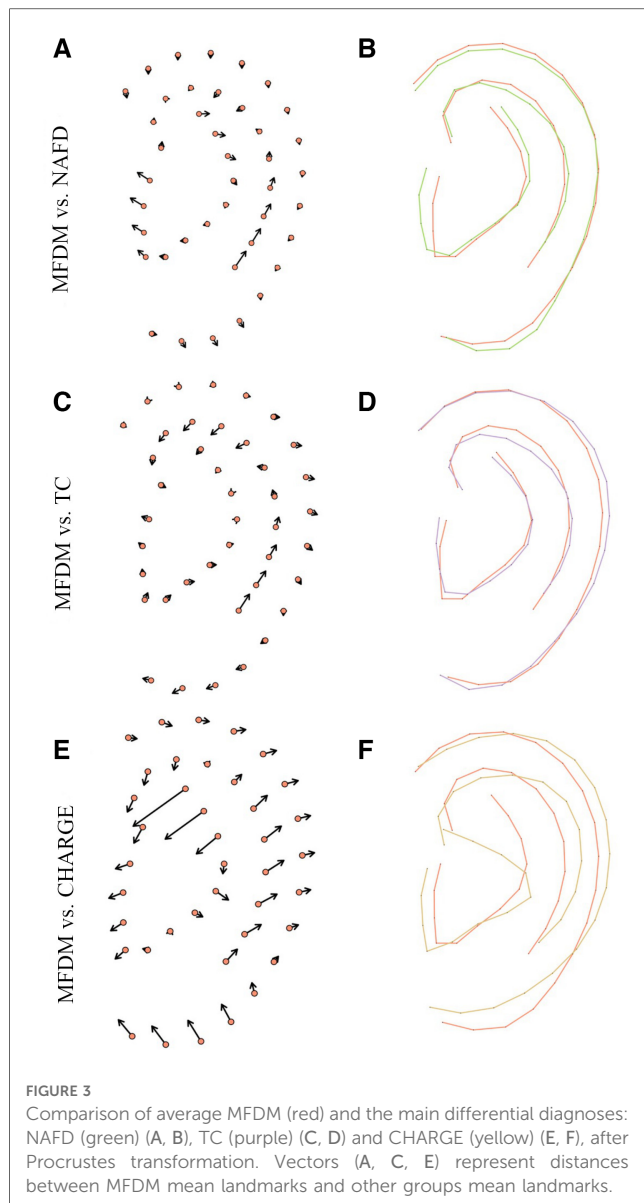 A
B
MFDM vs. NAFD
C
D
MFDM vs. TC
E
F
MFDM vs. CHARGE
FIGURE 3
Comparison of average MFDM (red) and the main differential diagnoses:
NAFD (green) (A, B), TC (purple) (C, D) and CHARGE (yellow) (E, F), after
Procrustes transformation. Vectors (A, C, E) represent distances
between MFDM mean landmarks and other groups mean landmarks.